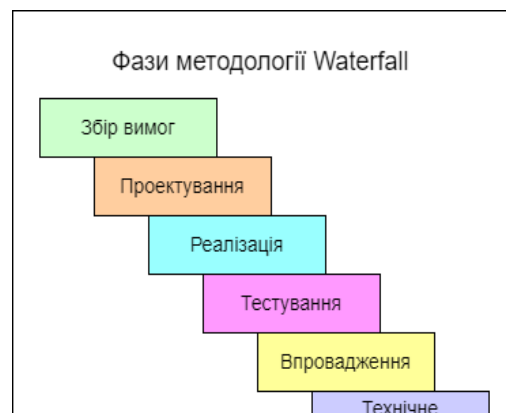 Фази методології Waterfall
Збір вимог
Проектування
Реалізація
Тестування
Впровадження
Технічне